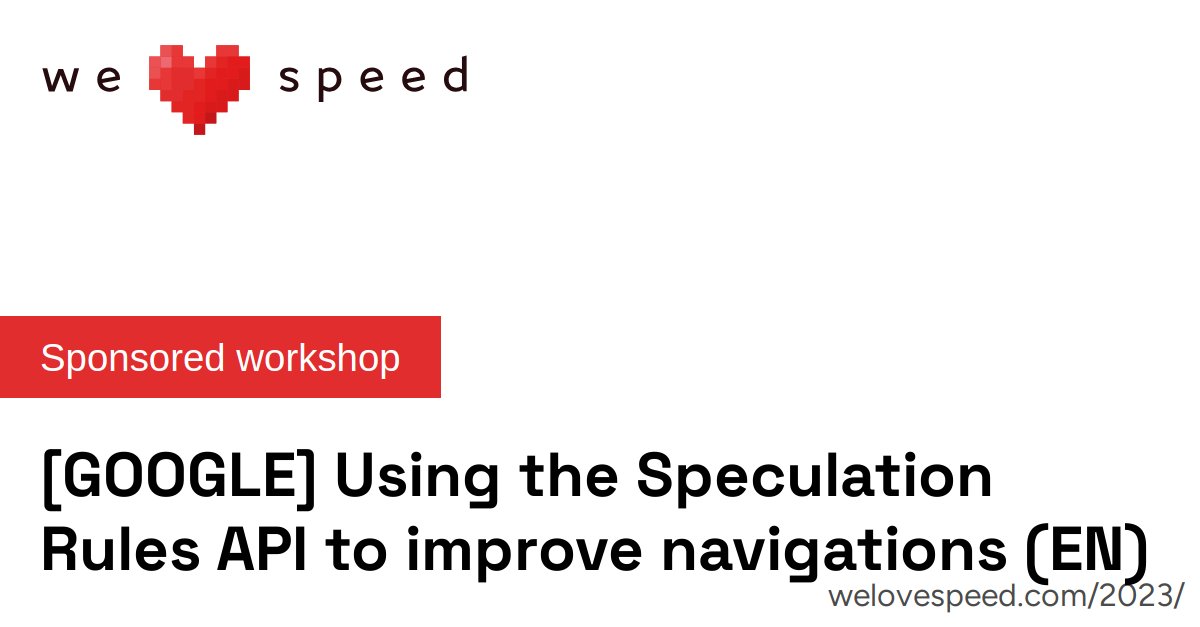 we speed
Sponsored workshop
[GOOGLE] Using the Speculation
Rules API to improve navigations (EN)
welovespeed.com/2023/